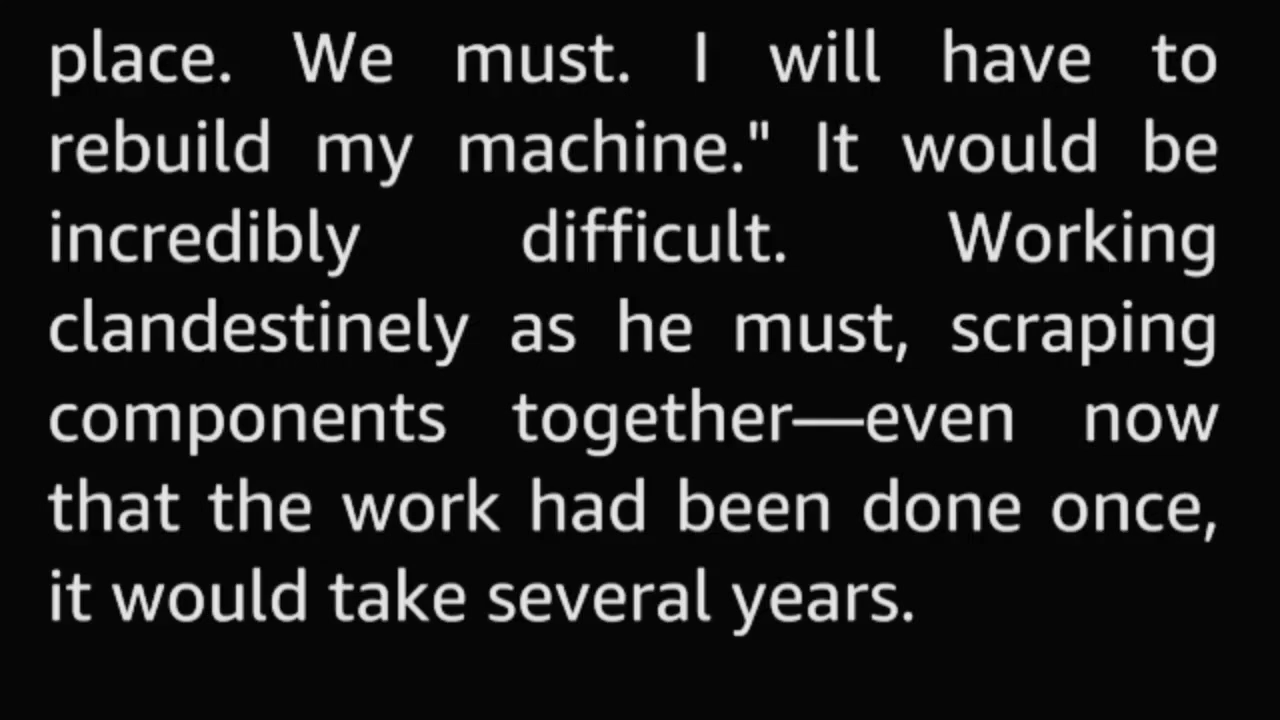 place. We must. I will have to
rebuild my machine." It would be
incredibly difficult. Working
clandestinely as he must, scraping
components together—even now
that the work had been done once,
it would take several years.